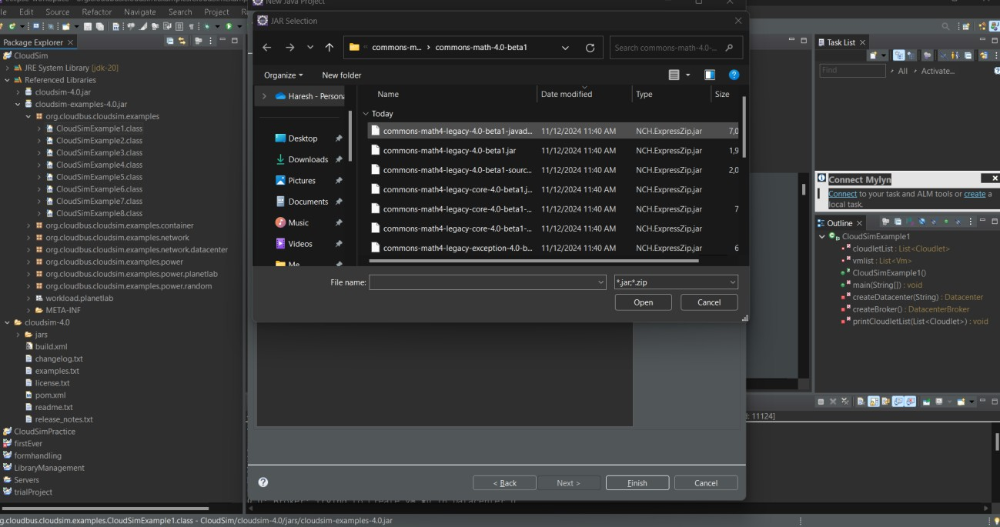 New Java Project
le Edit Source Refactor Navigate Search Project
JAR Selection
Package Explorer
CloudSim
JRE System Library [jdk-20]
Referenced Libraries
cloudsim-4.0.jar
cloudsim-examples-4.0.jar
org.cloudbus.cloudsim.examples
CloudSimExample1.class
CloudSimExample2.class
CloudSimExample3.class
CloudSimExample4.class
CloudSimExample5.class
CloudSimExample6.class
CloudSimExample7.class
CloudSimExample8.class
org.cloudbus.cloudsim.examples.container
org.cloudbus.cloudsim.examples.network
org.cloudbus.cloudsim.examples.network.datacenter
org.cloudbus.cloudsim.examples.power
org.cloudbus.cloudsim.examples.power.planetlab
org.cloudbus.cloudsim.examples.power.random
workload.planetlab
META-INF
cloudsim-4.0
jars
build.xml
changelog.txt
examples.txt
license.txt
pom.xml
readme.txt
release_notes.txt
CloudSimPractice
firstEver
formhandling
LibraryManagement
Servers
trialProject
commons-m... › commons-math-4.0-beta1
Search commons-math-4.0-...
Organize New folder
Haresh - Persona
Desktop
Downloads
Pictures
Documents
Music
Videos
Me
Name Date modified Type Size
Today
commons-math4-legacy-4.0-beta1-javad... 11/12/2024 11:40 AM NCH.ExpressZip.jar 7,0
commons-math4-legacy-4.0-beta1.jar 11/12/2024 11:40 AM NCH.ExpressZip.jar 1,9
commons-math4-legacy-4.0-beta1-sourc... 11/12/2024 11:40 AM NCH.ExpressZip.jar 2,0
commons-math4-legacy-core-4.0-beta1.j... 11/12/2024 11:40 AM NCH.ExpressZip.jar
commons-math4-legacy-core-4.0-beta1-... 11/12/2024 11:40 AM NCH.ExpressZip.jar 7
commons-math4-legacy-core-4.0-beta1-... 11/12/2024 11:40 AM NCH.ExpressZip.jar
commons-math4-legacy-exception-4.0-b... 11/12/2024 11:40 AM NCH.ExpressZip.jar 6
File name: *.jar;*.zip
Open Cancel
< Back Next > Finish Cancel
Task List
Find All Activate...
Connect Mylyn
Connect to your task and ALM tools or create a
local task.
Outline
CloudSimExample1
cloudletList : List<Cloudlet>
vmlist : List<Vm>
CloudSimExample1()
main(String[]) : void
createDatacenter(String) : Datacenter
createBroker() : DatacenterBroker
printCloudletList(List<Cloudlet>) : void
d: 11124]
g.cloudbus.cloudsim.examples.CloudSimExample1.class - CloudSim/cloudsim-4.0/jars/cloudsim-examples-4.0.jar